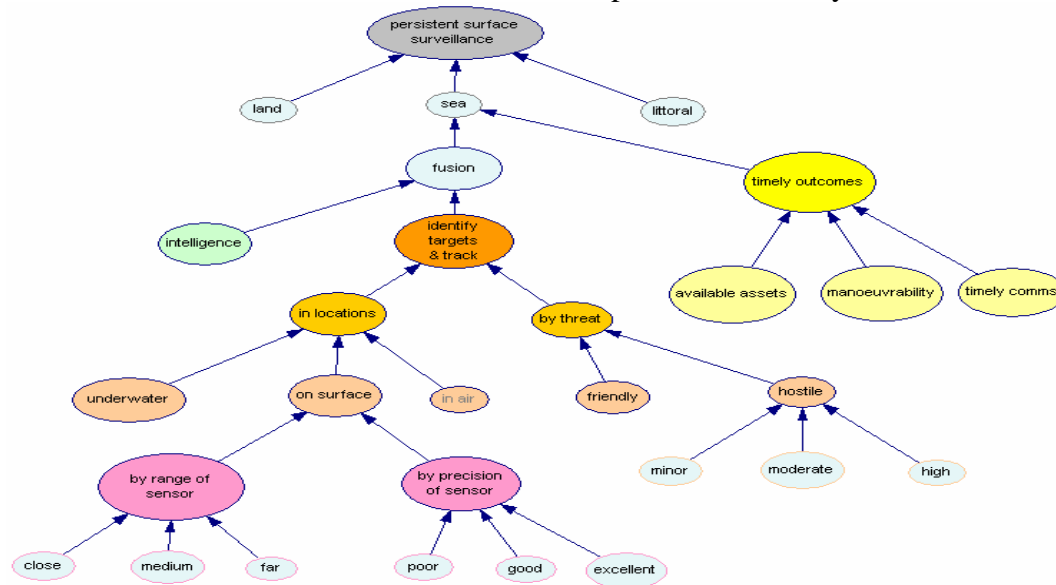 persistent surface
surveillance
land
sea
littoral
fusion
timely outcomes
intelligence
identify
targets
& track
available assets
manoeuvrability
timely comms
in locations
by threat
underwater
on surface
in air
friendly
hostile
minor
moderate
high
by range of
sensor
by precision
of sensor
close
medium
far
poor
good
excellent